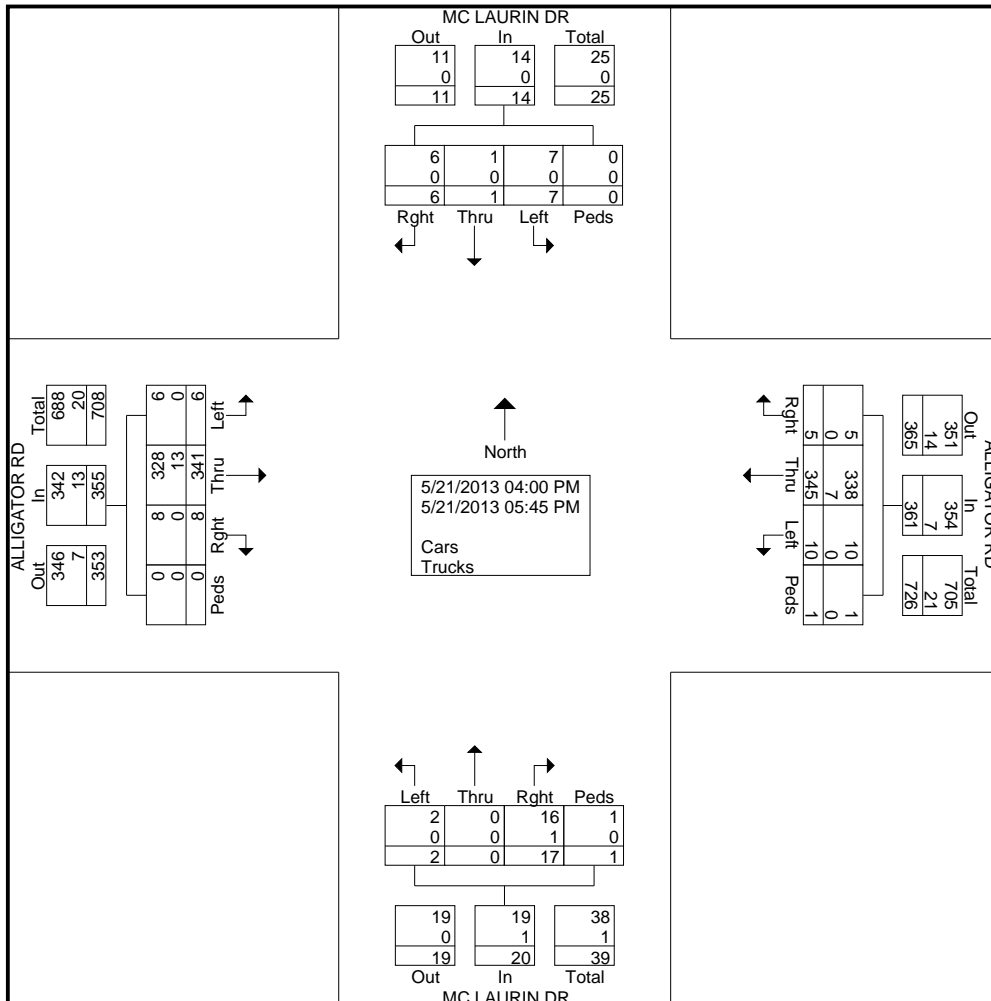 MC LAURIN DR
Out In Total
11 14 25
0 0 0
11 14 25
6 1 7 0
0 0 0 0
6 1 7 0
Rght Thru Left Peds
ALLIGATOR RD
Out In Total
346 342 688
7 13 20
353 355 708
Peds Rght Thru Left
0 8 328 6
0 0 13 0
0 8 341 6
North
5/21/2013 04:00 PM
5/21/2013 05:45 PM
Cars
Trucks
ALLIGATOR RD
Out In Total
351 354 705
14 7 21
365 361 726
5 338 10 1
0 7 0 0
5 345 10 1
Rght Thru Left Peds
Left Thru Rght Peds
2 0 16 1
0 0 1 0
2 0 17 1
19 19 38
0 1 1
19 20 39
Out In Total
MC LAURIN DR